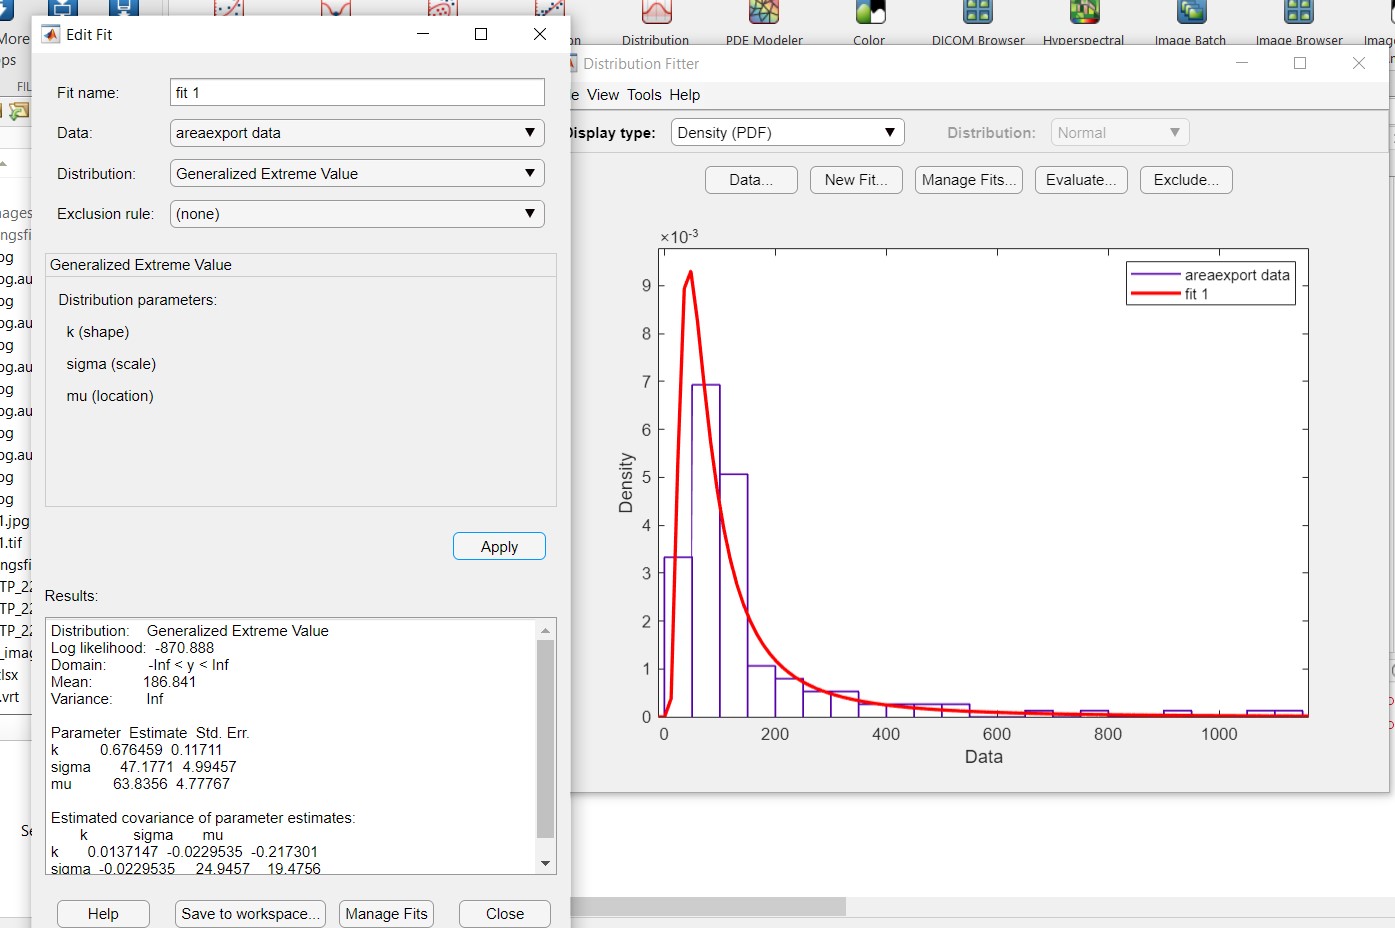 More
ps
FIL
Distribution
PDE Modeler
Color
DICOM Browser
Hyperspectral
Image Batch
Image Browser
Edit Fit
Fit name:
fit 1
Data:
areaexport data
Distribution:
Generalized Extreme Value
Exclusion rule:
(none)
Generalized Extreme Value
Distribution parameters:
k (shape)
sigma (scale)
mu (location)
Apply
Results:
Distribution: Generalized Extreme Value
Log likelihood: -870.888
Domain: -Inf < y < Inf
Mean: 186.841
Variance: Inf
Parameter Estimate Std. Err.
k 0.676459 0.11711
sigma 47.1771 4.99457
mu 63.8356 4.77767
Estimated covariance of parameter estimates:
k sigma mu
k 0.0137147 -0.0229535 -0.217301
sigma -0.0229535 24.9457 19.4756
Help
Save to workspace...
Manage Fits
Close
Distribution Fitter
e View Tools Help
Display type:
Density (PDF)
Distribution:
Normal
Data...
New Fit...
Manage Fits...
Evaluate...
Exclude...
×10-3
areaexport data
fit 1
9
8
7
6
5
4
3
2
1
0
Density
0 200 400 600 800 1000
Data
ages
ngsfi
og
og.au
og
og.au
og
og.au
og
og.au
og
og.au
og
og
1.jpg
1.tif
ngsfi
TP_22
TP_22
TP_22
_imag
lsx
.vrt
Se